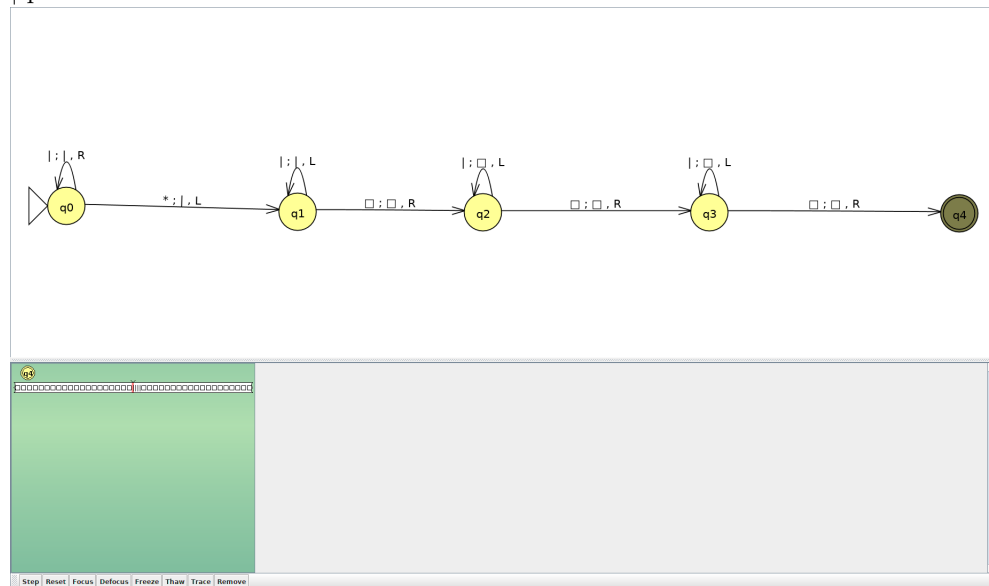 |;|, R
|;|, L
|;□, L
|;□, L
q0
*;|, L
q1
□;□, R
q2
□;□, R
q3
□;□, R
q4
q4
Step Reset Focus Defocus Freeze Thaw Trace Remove